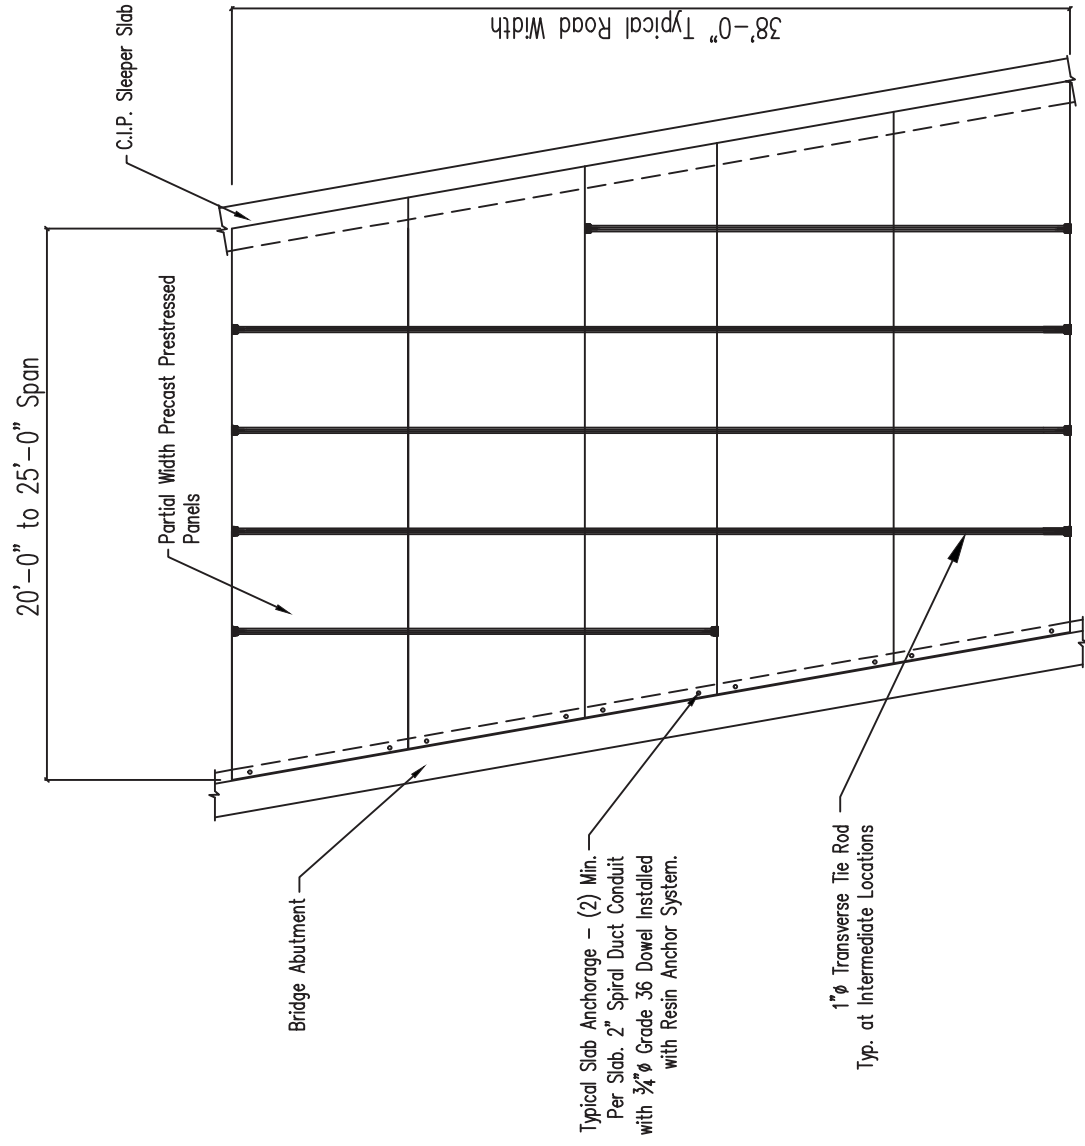 20'-0" to 25'-0" Span
38'-0" Typical Road Width
C.I.P. Sleeper Slab
Partial Width Precast Prestressed
Panels
Bridge Abutment
Typical Slab Anchorage - (2) Min.
Per Slab. 2" Spiral Duct Conduit
with ¾"ø Grade 36 Dowel Installed
with Resin Anchor System.
1"ø Transverse Tie Rod
Typ. at Intermediate Locations